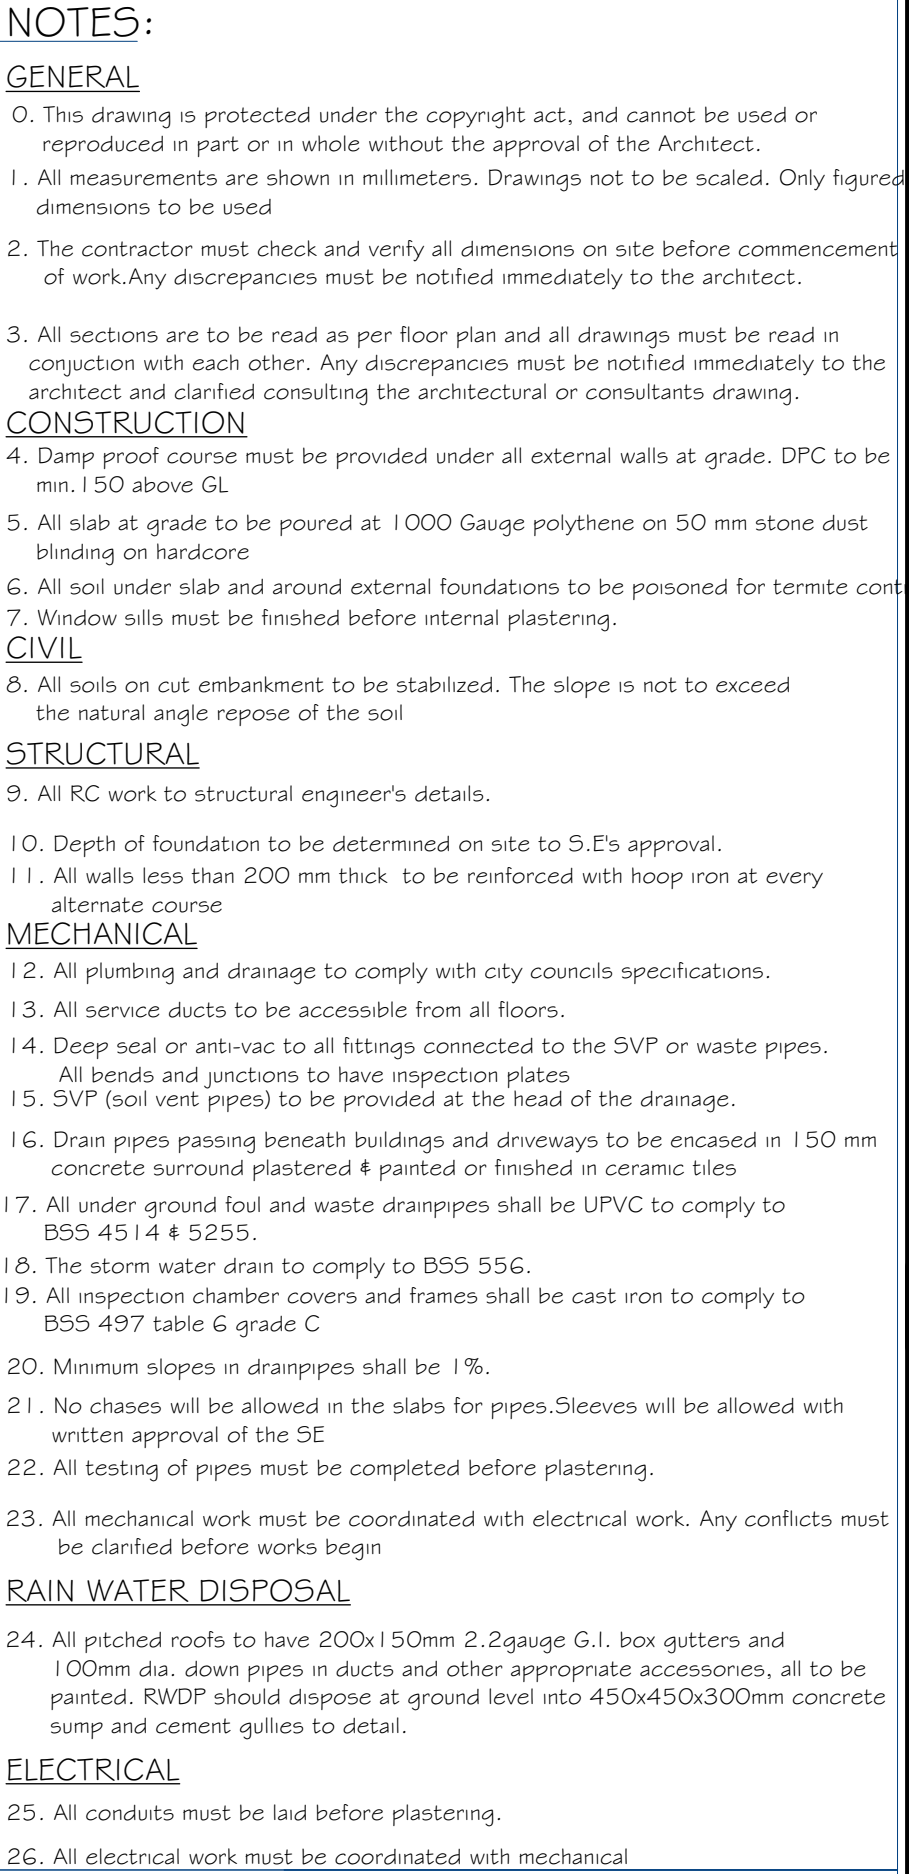 NOTES:
GENERAL
0. This drawing is protected under the copyright act, and cannot be used or
reproduced in part or in whole without the approval of the Architect.
1. All measurements are shown in millimeters. Drawings not to be scaled. Only figured
dimensions to be used
2. The contractor must check and verify all dimensions on site before commencement
of work.Any discrepancies must be notified immediately to the architect.
3. All sections are to be read as per floor plan and all drawings must be read in
conjuction with each other. Any discrepancies must be notified immediately to the
architect and clarified consulting the architectural or consultants drawing.
CONSTRUCTION
4. Damp proof course must be provided under all external walls at grade. DPC to be
min.150 above GL
5. All slab at grade to be poured at 1000 Gauge polythene on 50 mm stone dust
blinding on hardcore
6. All soil under slab and around external foundations to be poisoned for termite
7. Window sills must be finished before internal plastering.
CIVIL
8. All soils on cut embankment to be stabilized. The slope is not to exceed
the natural angle repose of the soil
STRUCTURAL
9. All RC work to structural engineer's details.
10. Depth of foundation to be determined on site to S.E's approval.
11. All walls less than 200 mm thick to be reinforced with hoop iron at every
alternate course
MECHANICAL
12. All plumbing and drainage to comply with city councils specifications.
13. All service ducts to be accessible from all floors.
14. Deep seal or anti-vac to all fittings connected to the SVP or waste pipes.
All bends and junctions to have inspection plates
15. SVP (soil vent pipes) to be provided at the head of the drainage.
16. Drain pipes passing beneath buildings and driveways to be encased in 150 mm
concrete surround plastered & painted or finished in ceramic tiles
17. All under ground foul and waste drainpipes shall be UPVC to comply to
BSS 4514 & 5255.
18. The storm water drain to comply to BSS 556.
19. All inspection chamber covers and frames shall be cast iron to comply to
BSS 497 table 6 grade C
20. Minimum slopes in drainpipes shall be 1%.
21. No chases will be allowed in the slabs for pipes.Sleeves will be allowed with
written approval of the SE
22. All testing of pipes must be completed before plastering.
23. All mechanical work must be coordinated with electrical work. Any conflicts must
be clarified before works begin
RAIN WATER DISPOSAL
24. All pitched roofs to have 200x150mm 2.2gauge G.I. box gutters and
100mm dia. down pipes in ducts and other appropriate accessories, all to be
painted. RWDP should dispose at ground level into 450x450x300mm concrete
sump and cement gullies to detail.
ELECTRICAL
25. All conduits must be laid before plastering.
26. All electrical work must be coordinated with mechanical